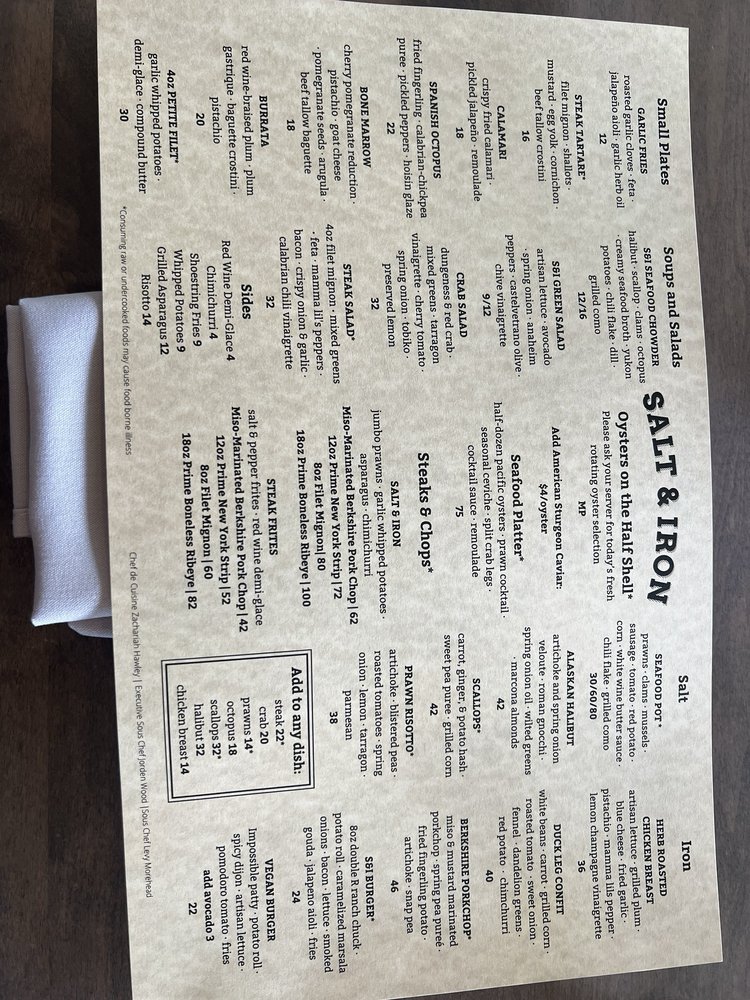 SALT & IRON
Small Plates
GARLIC FRIES
roasted garlic cloves · feta ·
jalapeño aioli · garlic herb oil
12
STEAK TARTARE*
filet mignon · shallots ·
mustard · egg yolk · cornichon ·
beef tallow crostini
16
CALAMARI
crispy fried calamari ·
pickled jalapeño · remoulade
18
SPANISH OCTOPUS
fried fingerling · calabrian-chickpea
puree · pickled peppers · hoisin glaze
22
BONE MARROW
cherry pomegranate reduction ·
pistachio · goat cheese
· pomegranate seeds · arugula ·
beef tallow baguette
18
BURRATA
red wine-braised plum · plum
gastrique · baguette crostini ·
pistachio
20
4oz PETITE FILET*
garlic whipped potatoes ·
demi-glace · compound butter
30
Soups and Salads
S&I SEAFOOD CHOWDER
halibut · scallop · clams · octopus
· creamy seafood broth · yukon
potatoes · chili flake · dill ·
grilled como
12/16
S&I GREEN SALAD
artisan lettuce · avocado
· spring onion · anaheim
peppers · castelvetrano olive ·
chive vinaigrette
9/12
CRAB SALAD
dungeness & red crab ·
mixed greens · tarragon
vinaigrette · cherry tomato ·
spring onion · tobiko ·
preserved lemon
32
STEAK SALAD*
4oz filet mignon · mixed greens
· feta · mamma lil's peppers ·
bacon · crispy onion & garlic ·
calabrian chili vinaigrette
32
Sides
Red Wine Demi-Glace 4
Chimichurri 4
Shoestring Fries 9
Whipped Potatoes 9
Grilled Asparagus 12
Risotto 14
Oysters on the Half Shell*
Please ask your server for today's fresh
rotating oyster selection
MP
Add American Sturgeon Caviar:
$4/oyster
Seafood Platter*
half-dozen pacific oysters · prawn cocktail ·
seasonal ceviche · split crab legs ·
cocktail sauce · remoulade
75
Steaks & Chops*
SALT & IRON
jumbo prawns · garlic whipped potatoes ·
asparagus · chimichurri
Miso-Marinated Berkshire Pork Chop | 62
12oz Prime New York Strip | 72
8oz Filet Mignon| 80
18oz Prime Boneless Ribeye | 100
STEAK FRITES
salt & pepper frites · red wine demi-glace
Miso-Marinated Berkshire Pork Chop | 42
12oz Prime New York Strip | 52
8oz Filet Mignon | 60
18oz Prime Boneless Ribeye | 82
Salt
SEAFOOD POT *
prawns · clams · mussels ·
sausage · tomato · red potato ·
corn · white wine butter sauce ·
chili flake · grilled como
30/60/80
ALASKAN HALIBUT
artichoke and spring onion
veloute · roman gnocchi ·
spring onion oil · wilted greens
· marcona almonds
42
SCALLOPS*
carrot, ginger, & potato hash ·
sweet pea puree · grilled corn
42
PRAWN RISOTTO*
artichoke · blistered peas ·
roasted tomatoes · spring
onion · lemon · tarragon ·
parmesan
38
Add to any dish:
steak 22*
crab 20
prawns 14*
octopus 18
scallops 32*
halibut 32
chicken breast 14
Iron
HERB ROASTED
CHICKEN BREAST
artisan lettuce · grilled plum ·
blue cheese · fried garlic ·
pistachio · mamma lils pepper ·
lemon champagne vinaigrette
36
DUCK LEG CONFIT
white beans · carrot · grilled corn ·
roasted tomato · sweet onion ·
fennel · dandelion greens ·
red potato · chimichurri
40
BERKSHIRE PORKCHOP*
miso & mustard marinated
porkchop · spring pea pureé ·
fried fingerling potato ·
artichoke · snap pea
46
S&I BURGER*
8oz double R ranch chuck ·
potato roll · caramelized marsala
onions · bacon · lettuce · smoked
gouda · jalapeno aioli · fries
24
VEGAN BURGER
Impossible patty · potato roll ·
spicy dijon · artisan lettuce ·
pomodoro tomato · fries
add avocado 3
22
*Consuming raw or undercooked foods may cause food borne illness
Chef de Cuisine Zachariah Hawley | Executive Sous Chef Jorden Wood |Sous Chef Levy Morehead